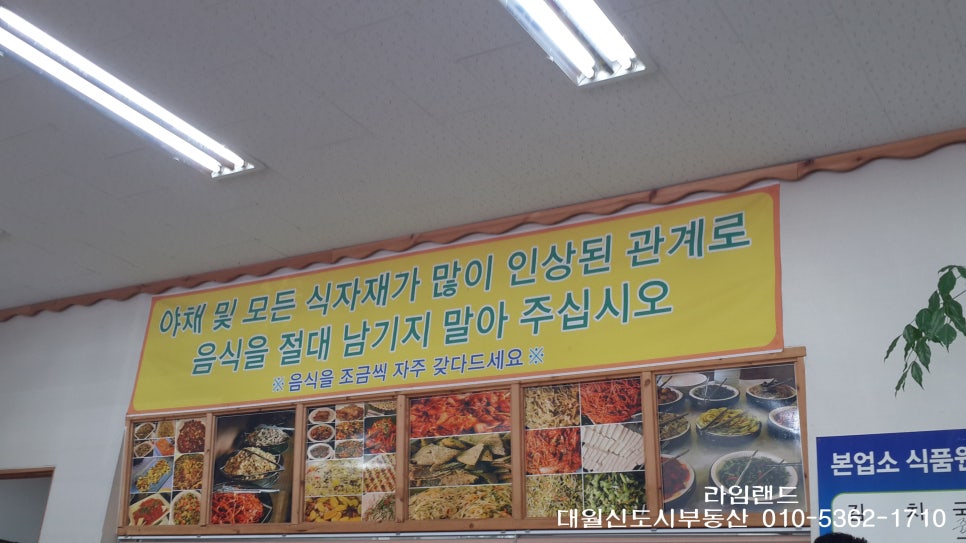 야채 및 모든 식자재가 많이 인상된 관계로
음식을 절대 남기지 말아 주십시오
※ 음식을 조금씩 자주 갖다드세요 ※
본업소 식품원
김 치
라임랜드
대월신도시부동산 010-5362-1710